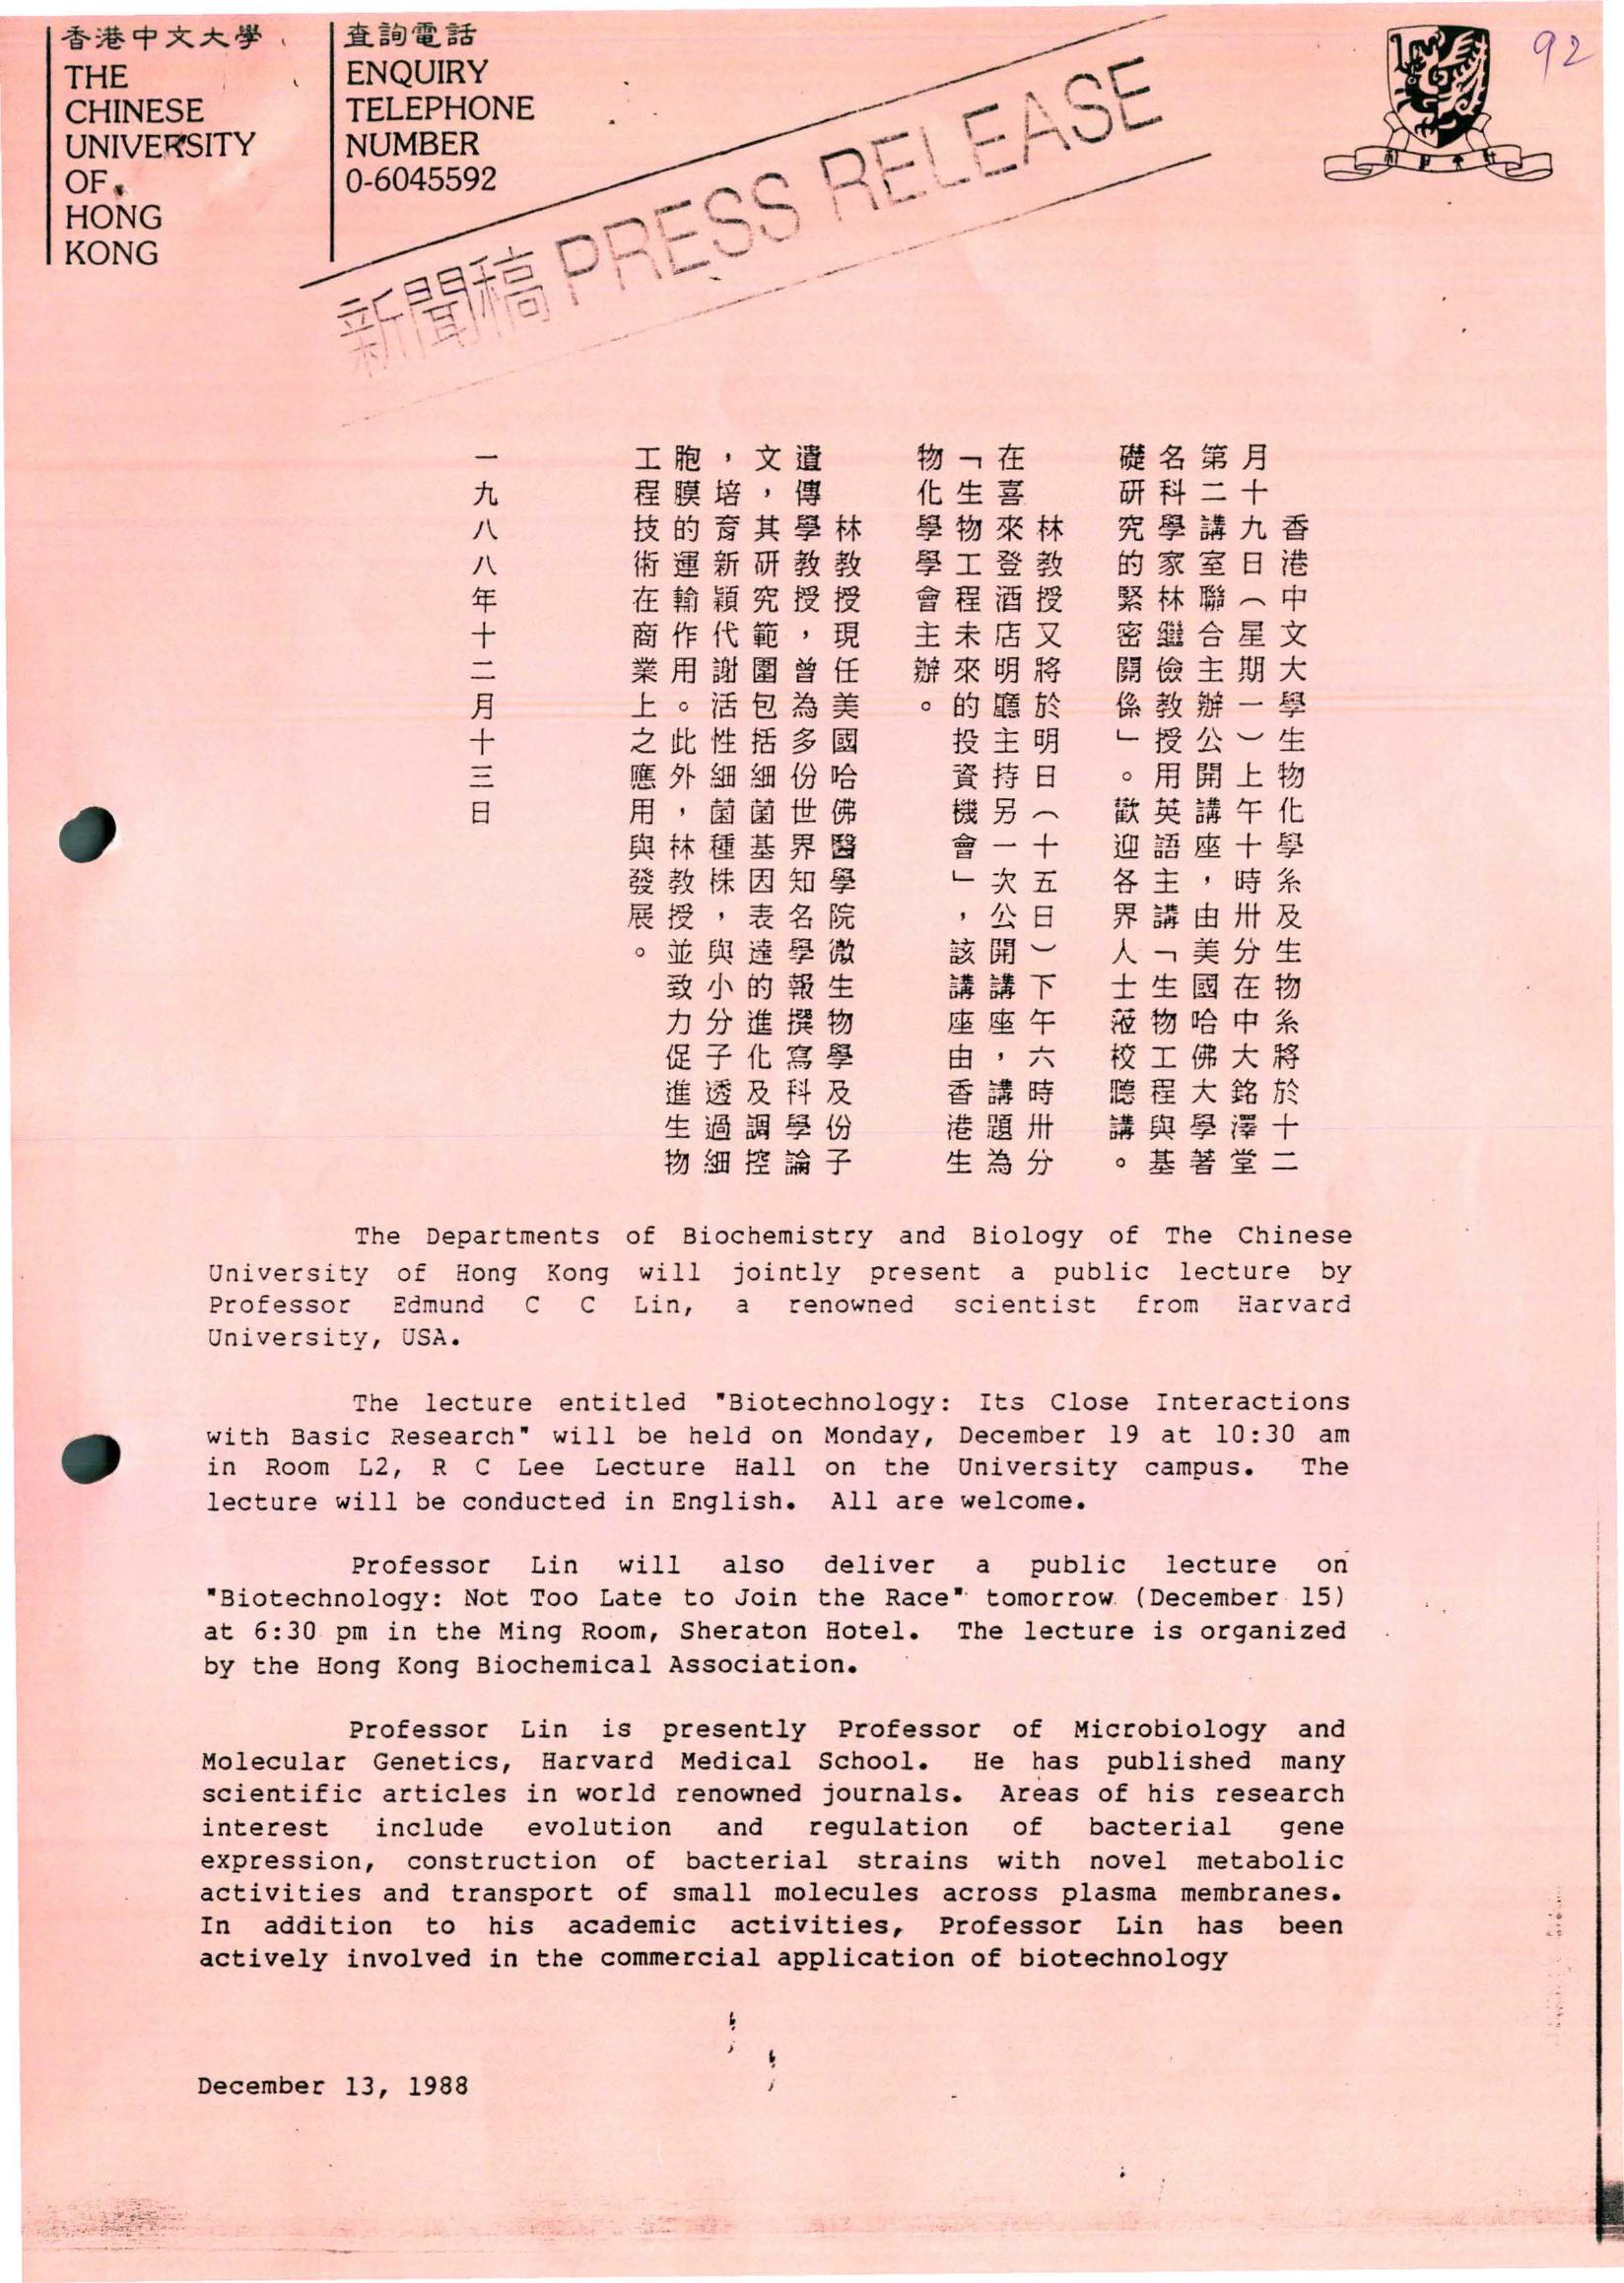 香港中文大學
THE
CHINESE
UNIVERSITY
OF
HONG
KONG
查詢電話
ENQUIRY
TELEPHONE
NUMBER
0-6045592
新聞稿 PRESS RELEASE
92
香港中文大學生物化學系及生物系將於十二
月十九日（星期一）上午十時卅分在中大銘澤堂
第二講室聯合主辦公開講座，由美國哈佛大學著
名科學家林繼儉教授用英語主講「生物工程與基
礎研究的緊密關係」。歡迎各界人士蒞校聽講。
林教授又將於明日（十五日）下午六時卅分
在喜來登酒店明廳主持另一次公開講座，講題為
「生物工程未來的投資機會」，該講座由香港生
物化學學會主辦。
林教授現任美國哈佛醫學院微生物學及份子
遺傳學教授，曾為多份世界知名學報撰寫科學論
文，其研究範圍包括細菌基因表達的進化及調控
，培育新穎代謝活性細菌種株，與小分子透過細
胞膜的運輸作用。此外，林教授並致力促進生物
工程技術在商業上之應用與發展。
一九八八年十二月十三日
The Departments of Biochemistry and Biology of The Chinese
University of Hong Kong will jointly present a public lecture by
Professor Edmund C C Lin, a renowned scientist from Harvard
University, USA.
The lecture entitled "Biotechnology: Its Close Interactions
with Basic Research" will be held on Monday, December 19 at 10:30 am
in Room L2, R C Lee Lecture Hall on the University campus. The
lecture will be conducted in English. All are welcome.
Professor Lin will also deliver a public lecture on
"Biotechnology: Not Too Late to Join the Race" tomorrow (December 15)
at 6:30 pm in the Ming Room, Sheraton Hotel. The lecture is organized
by the Hong Kong Biochemical Association.
Professor Lin is presently Professor of Microbiology and
Molecular Genetics, Harvard Medical School. He has published many
scientific articles in world renowned journals. Areas of his research
interest include evolution and regulation of bacterial gene
expression, construction of bacterial strains with novel metabolic
activities and transport of small molecules across plasma membranes.
In addition to his academic activities, Professor Lin has been
actively involved in the commercial application of biotechnology
December 13, 1988